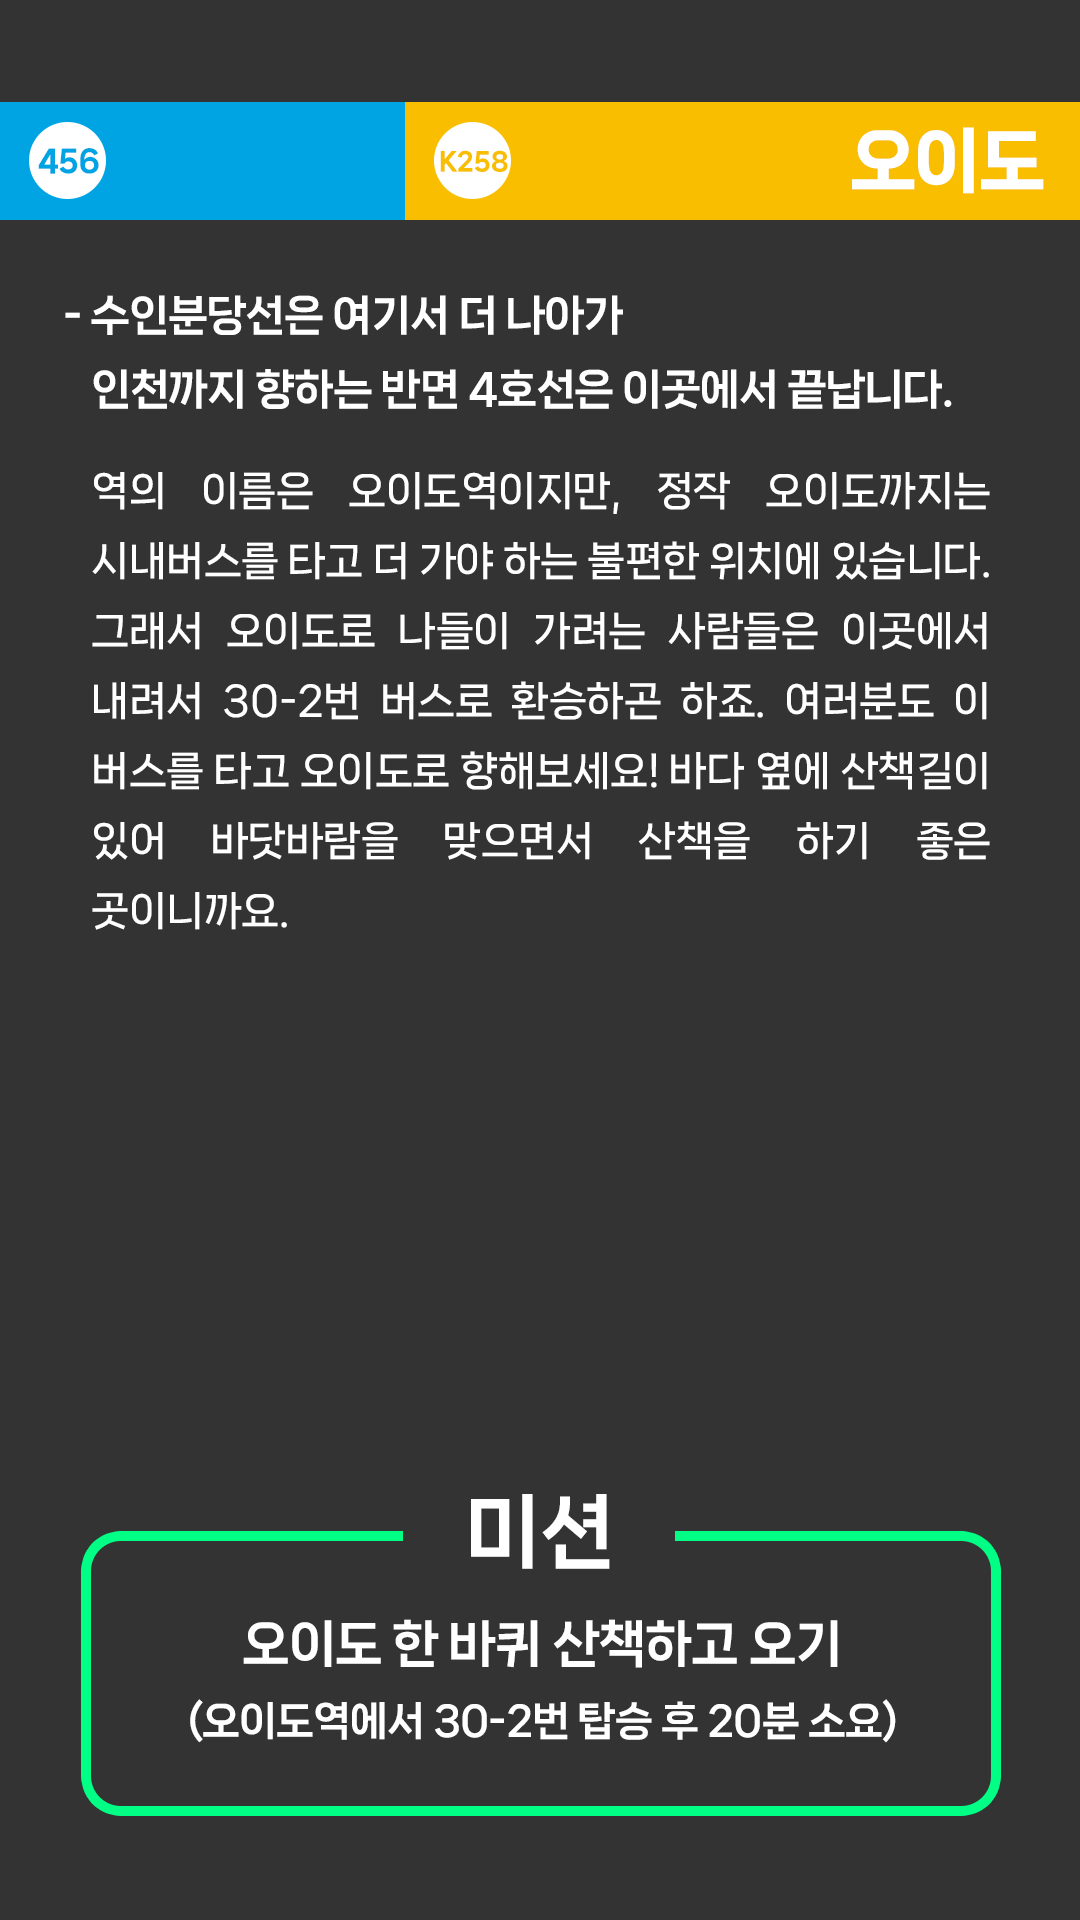 456
K258
오이도
- 수인분당선은 여기서 더 나아가
인천까지 향하는 반면 4호선은 이곳에서 끝납니다.
역의 이름은 오이도역이지만, 정작 오이도까지는
시내버스를 타고 더 가야 하는 불편한 위치에 있습니다.
그래서 오이도로 나들이 가려는 사람들은 이곳에서
내려서 30-2번 버스로 환승하곤 하죠. 여러분도 이
버스를 타고 오이도로 향해보세요! 바다 옆에 산책길이
있어 바닷바람을 맞으면서 산책을 하기 좋은
곳이니까요.
미션
오이도 한 바퀴 산책하고 오기
(오이도역에서 30-2번 탑승 후 20분 소요)